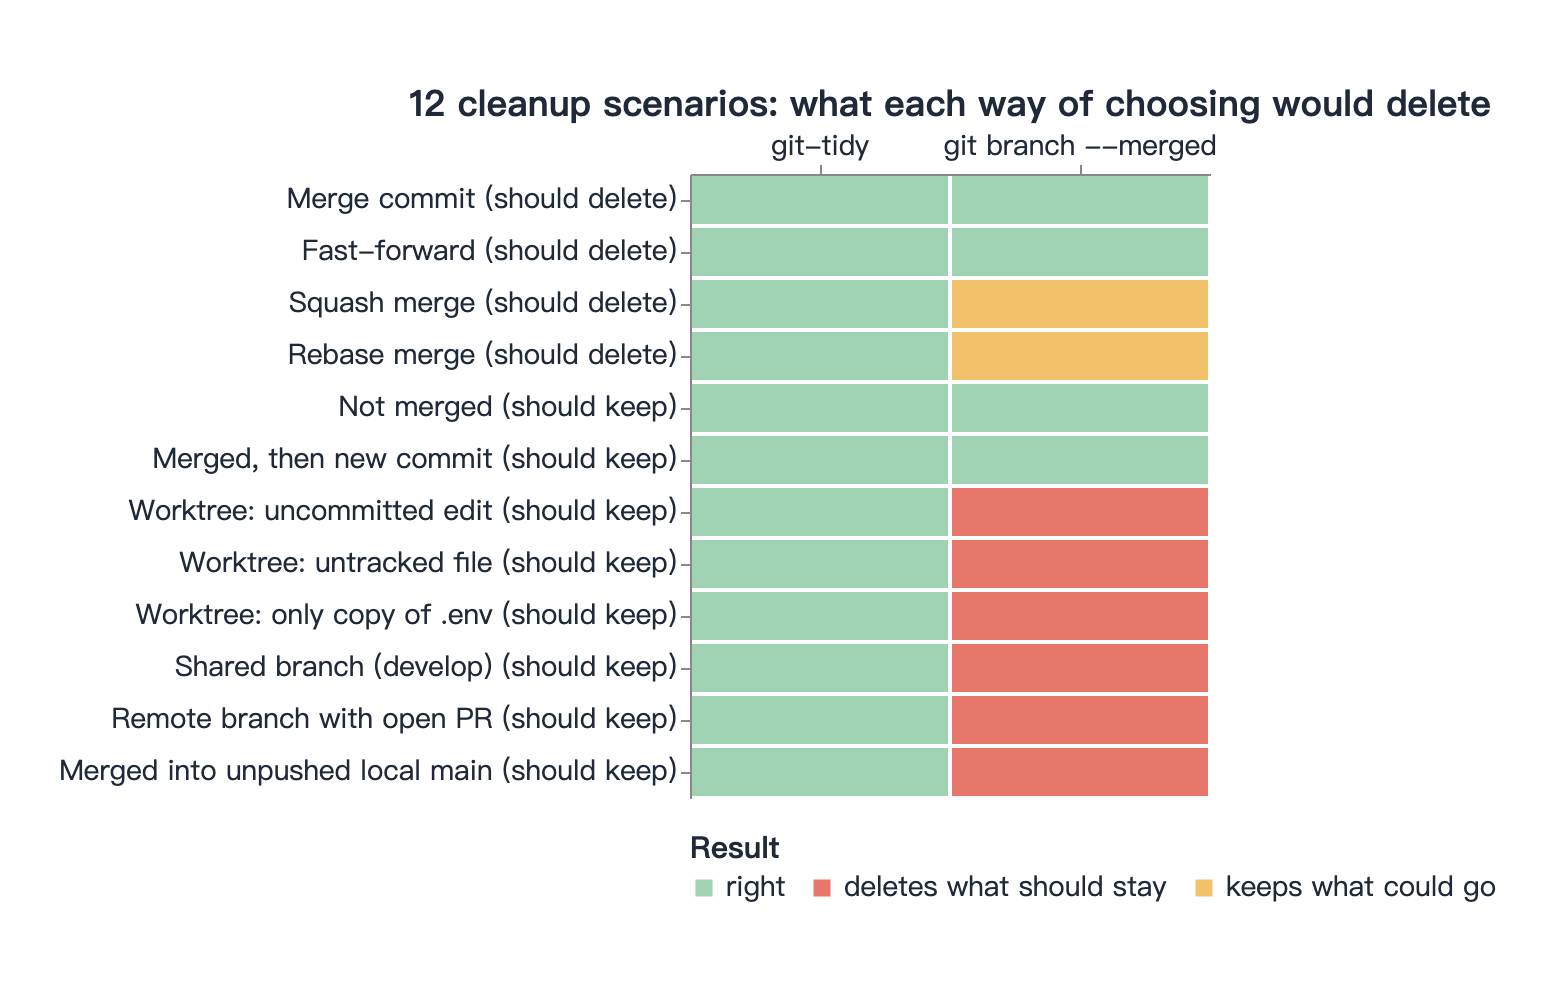 12 cleanup scenarios: what each way of choosing would delete
git-tidy
git branch --merged
Merge commit (should delete)
Fast-forward (should delete)
Squash merge (should delete)
Rebase merge (should delete)
Not merged (should keep)
Merged, then new commit (should keep)
Worktree: uncommitted edit (should keep)
Worktree: untracked file (should keep)
Worktree: only copy of .env (should keep)
Shared branch (develop) (should keep)
Remote branch with open PR (should keep)
Merged into unpushed local main (should keep)
Result
right
deletes what should stay
keeps what could go